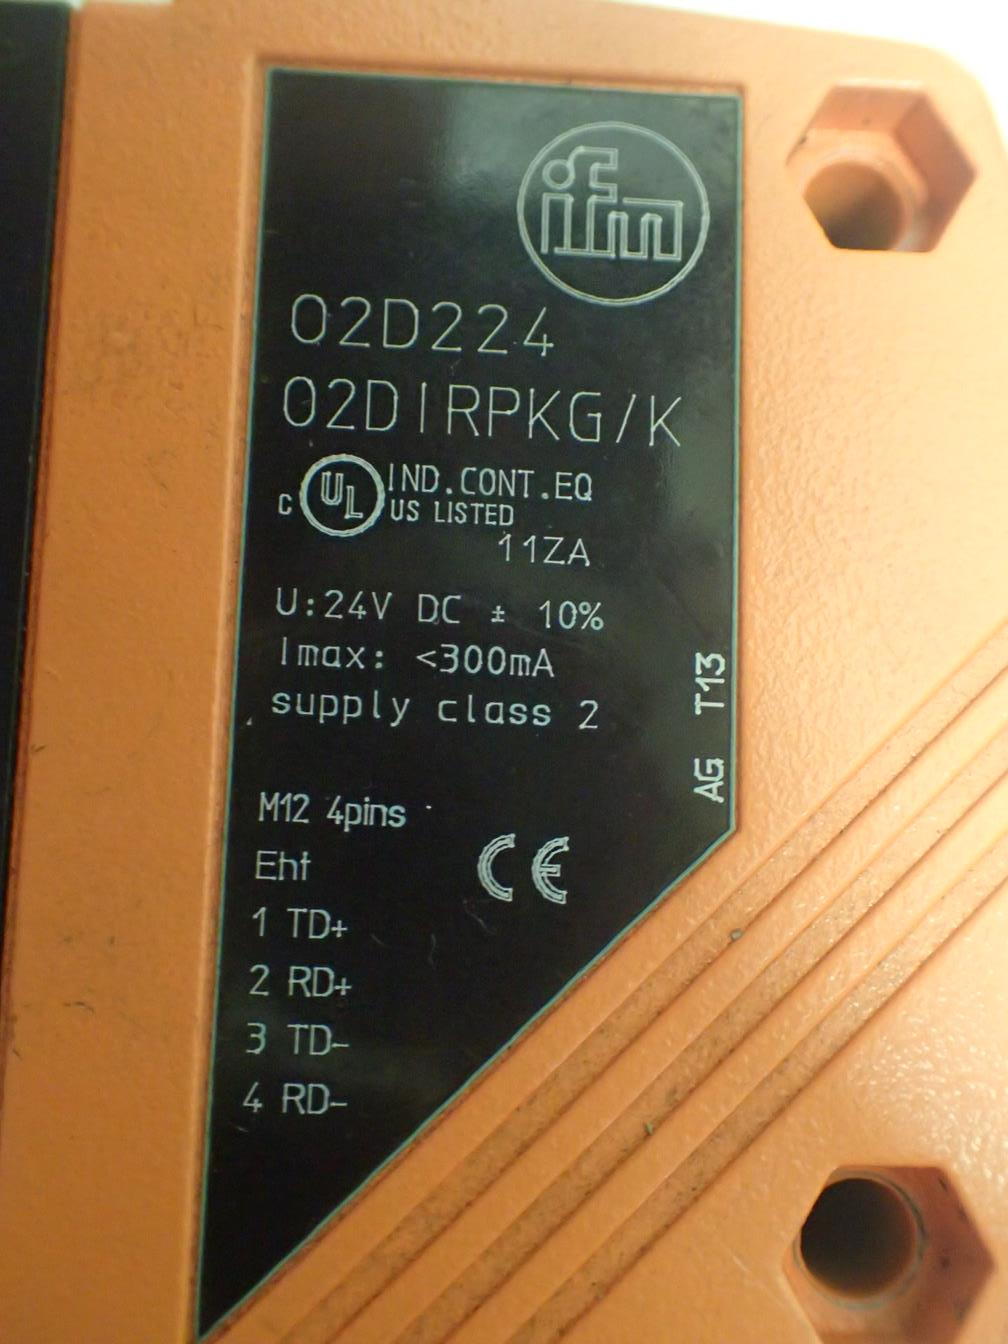 ifm
O2D224
O2DIRPKG/K
c UL IND.CONT.EQ
US LISTED
11ZA
U:24V DC ± 10%
Imax: <300mA
supply class 2
AG T13
M12 4pins
Eht
CE
1 TD+
2 RD+
3 TD-
4 RD-